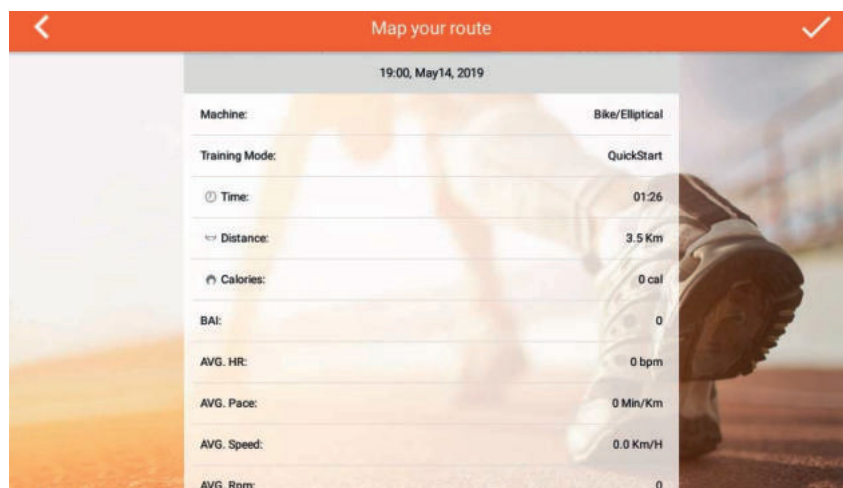 Map your route
19:00, May14, 2019
Machine: Bike/Elliptical
Training Mode: QuickStart
Time: 01:26
Distance: 3.5 Km
Calories: 0 cal
BAI: 0
AVG. HR: 0 bpm
AVG. Pace: 0 Min/Km
AVG. Speed: 0.0 Km/H
AVG. Rpm: 0